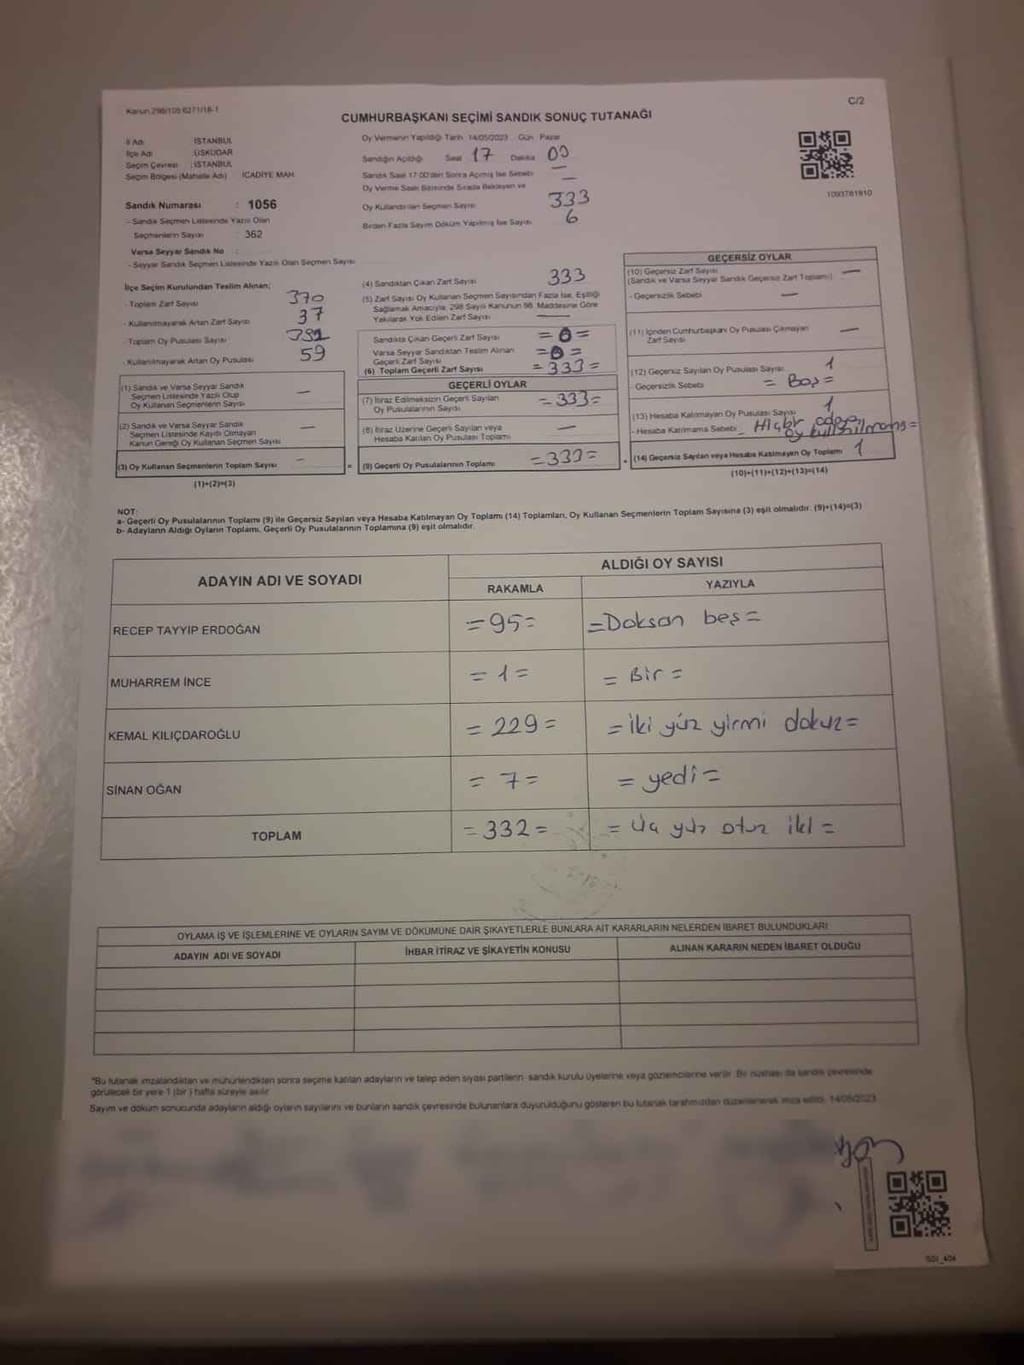 Kanun 298/105 6271/18-1
C/2
CUMHURBAŞKANI SEÇİMİ SANDIK SONUÇ TUTANAĞI
İl Adı : İSTANBUL
İlçe Adı : ÜSKÜDAR
Seçim Çevresi : İSTANBUL
Seçim Bölgesi (Mahalle Adı) İCADİYE MAH.
Sandık Numarası : 1056
- Sandık Seçmen Listesinde Yazılı Olan
Seçmenlerin Sayısı : 362
Varsa Seyyar Sandık No :
- Seyyar Sandık Seçmen Listesinde Yazılı Olan Seçmen Sayısı
Oy Vermenin Yapıldığı Tarih 14/05/2023 Gün Pazar
Sandığın Açıldığı Saat 17 Dakika 00
Sandık Saat 17:00'den Sonra Açılmış İse Sebebi —
Oy Verme Saati Bitiminde Sırada Bekleyen ve —
Oy Kullandırılan Seçmen Sayısı 333
Birden Fazla Sayım Döküm Yapılmış İse Sayısı 6
1093781910
İlçe Seçim Kurulundan Teslim Alınan;
- Toplam Zarf Sayısı 370
- Kullanılmayarak Artan Zarf Sayısı 37
- Toplam Oy Pusulası Sayısı
- Kullanılmayarak Artan Oy Pusulası 59
(1) Sandık ve Varsa Seyyar Sandık
Seçmen Listesinde Yazılı Olup
Oy Kullanan Seçmenlerin Sayısı —
(2) Sandık ve Varsa Seyyar Sandık
Seçmen Listesinde Kayıtlı Olmayan
Kanun Gereği Oy Kullanan Seçmen Sayısı —
(3) Oy Kullanan Seçmenlerin Toplam Sayısı —
(1)+(2)=(3)
(4) Sandıktan Çıkan Zarf Sayısı 333
(5) Zarf Sayısı Oy Kullanan Seçmen Sayısından Fazla İse, Eşitliği
Sağlamak Amacıyla; 298 Sayılı Kanunun 98. Maddesine Göre
Yakılarak Yok Edilen Zarf Sayısı —
Sandıkta Çıkan Geçerli Zarf Sayısı = 0 =
Varsa Seyyar Sandıktan Teslim Alınan
Geçerli Zarf Sayısı = 0 =
(6) Toplam Geçerli Zarf Sayısı = 333 =
GEÇERLİ OYLAR
(7) İtiraz Edilmeksizin Geçerli Sayılan
Oy Pusulalarının Sayısı = 333 =
(8) İtiraz Üzerine Geçerli Sayılan veya
Hesaba Katılan Oy Pusulası Toplamı —
(9) Geçerli Oy Pusulalarının Toplamı
GEÇERSİZ OYLAR
(10) Geçersiz Zarf Sayısı —
(Sandık ve Varsa Seyyar Sandık Geçersiz Zarf Toplamı)
- Geçersizlik Sebebi —
(11) İçinden Cumhurbaşkanı Oy Pusulası Çıkmayan
Zarf Sayısı —
(12) Geçersiz Sayılan Oy Pusulası Sayısı 1
Geçersizlik Sebebi = Boş =
(13) Hesaba Katılmayan Oy Pusulası Sayısı 1
- Hesaba Katılmama Sebebi Hiçbir adaya
oy kullanılmamış =
(14) Geçersiz Sayılan veya Hesaba Katılmayan Oy Toplamı 1
(10)+(11)+(12)+(13)=(14)
NOT:
a- Geçerli Oy Pusulalarının Toplamı (9) ile Geçersiz Sayılan veya Hesaba Katılmayan Oy Toplamı (14) Toplamları, Oy Kullanan Seçmenlerin Toplam Sayısına (3) eşit olmalıdır. (9)+(14)=(3)
b- Adayların Aldığı Oyların Toplamı, Geçerli Oy Pusulalarının Toplamına (9) eşit olmalıdır.
ADAYIN ADI VE SOYADI
ALDIĞI OY SAYISI
RAKAMLA YAZIYLA
RECEP TAYYİP ERDOĞAN = 95 = = Doksan beş =
MUHARREM İNCE = 1 = = Bir =
KEMAL KILIÇDAROĞLU = 229 = = iki yüz yirmi dokuz =
SİNAN OĞAN = 7 = = yedi =
TOPLAM = 332 = = Üç yüz otuz iki =
OYLAMA İŞ VE İŞLEMLERİNE VE OYLARIN SAYIM VE DÖKÜMÜNE DAİR ŞİKAYETLERLE BUNLARA AİT KARARLARIN NELERDEN İBARET BULUNDUKLARI
ADAYIN ADI VE SOYADI İHBAR İTİRAZ VE ŞİKAYETİN KONUSU ALINAN KARARIN NEDEN İBARET OLDUĞU
"Bu tutanak imzalandıktan ve mühürlendikten sonra seçime katılan adayların ve talep eden siyasi partilerin sandık kurulu üyelerine veya gözlemcilerine verilir. Bir nüshası da sandık çevresinde
görülecek bir yere 1 (bir) hafta süreyle asılır.
Sayım ve döküm sonucunda adayların aldığı oyların sayılarını ve bunların sandık çevresinde bulunanlara duyurulduğunu gösteren bu tutanak tarafımızdan düzenlenerek imza edildi. 14/05/2023